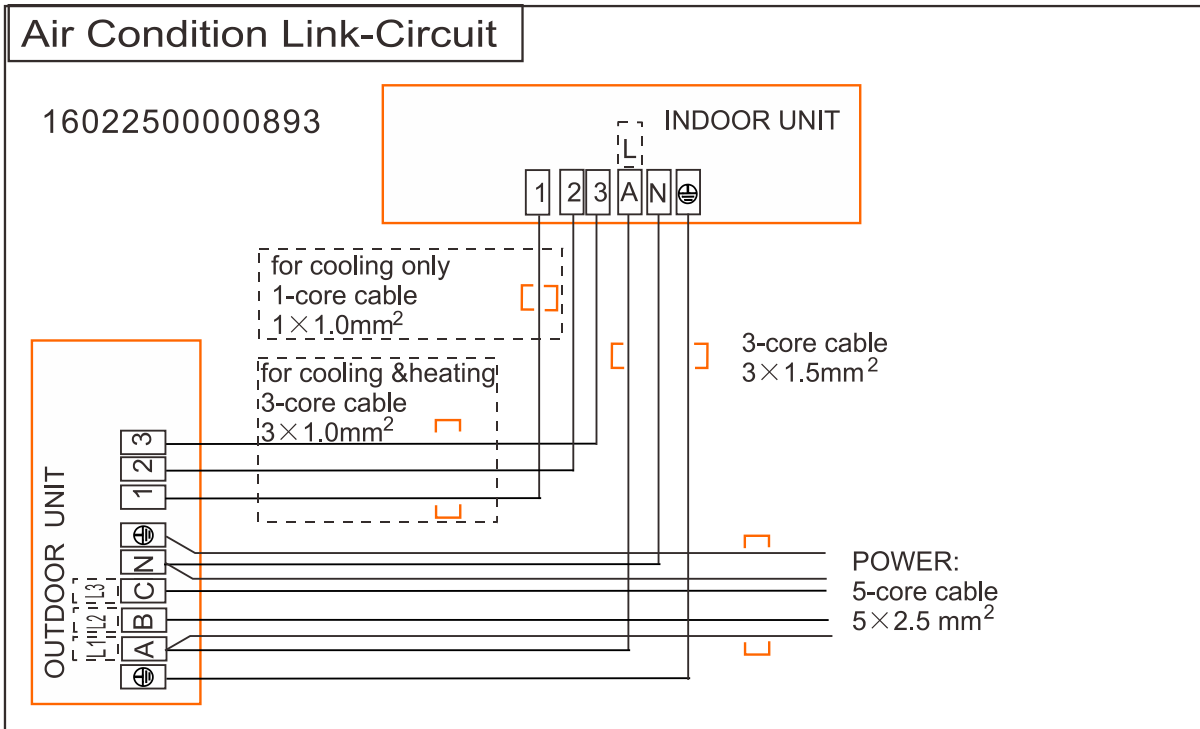 Air Condition Link-Circuit
16022500000893
INDOOR UNIT
L
1 2 3 A N
for cooling only
1-core cable
1×1.0mm²
for cooling &heating
3-core cable
3×1.0mm²
3-core cable
3×1.5mm²
OUTDOOR UNIT
3
2
1
N
L3 C
L2 B
L1 A
POWER:
5-core cable
5×2.5 mm²